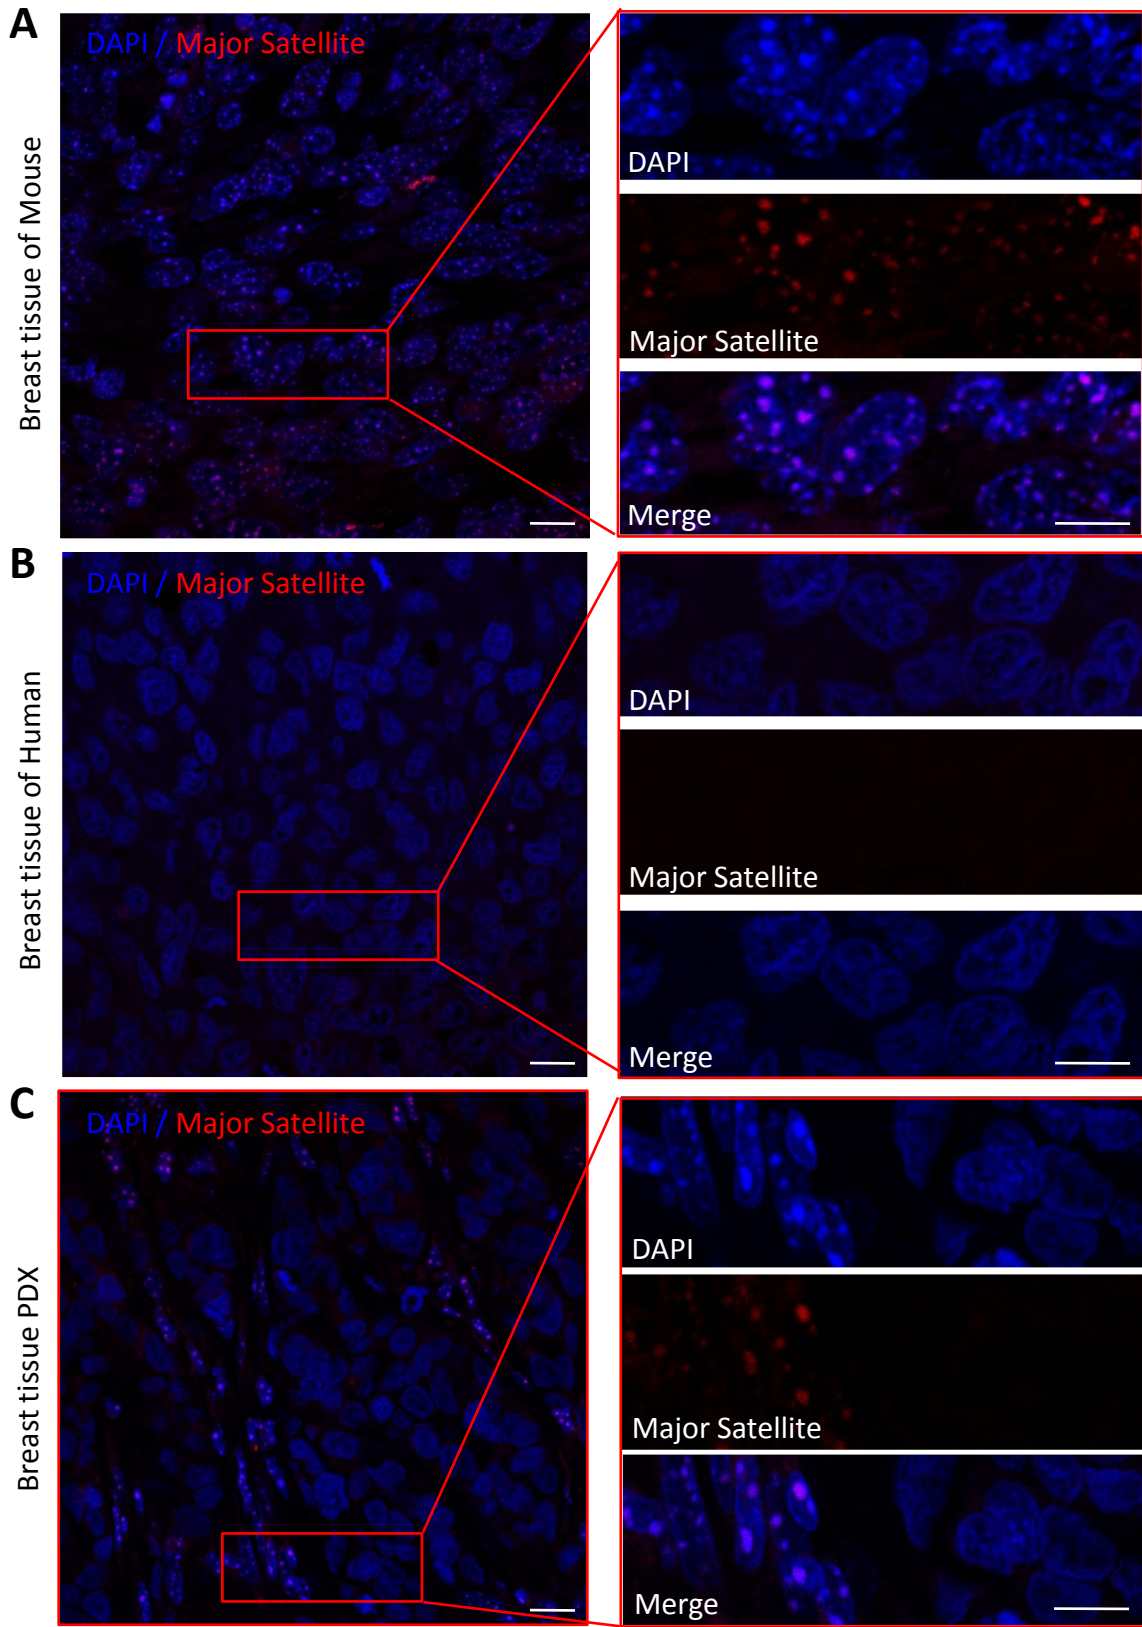 A
DAPI / Major Satellite
Breast tissue of Mouse
DAPI
Major Satellite
Merge
B
DAPI / Major Satellite
Breast tissue of Human
DAPI
Major Satellite
Merge
C
DAPI / Major Satellite
Breast tissue PDX
DAPI
Major Satellite
Merge